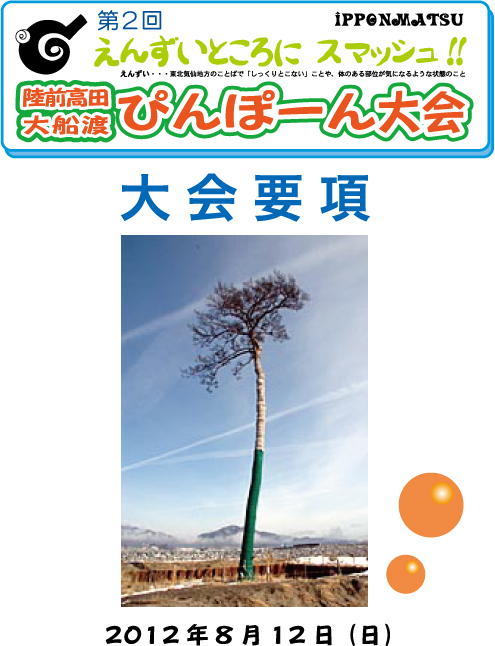 第2回
iPPONMATSU
えんずいところに スマッシュ!!
えんずい・・・東北気仙地方のことばで「しっくりとこない」ことや、体のある部位が気になるような状態のこと
陸前高田
大船渡
ぴんぽーん大会
大会要項
2012年8月12日(日)